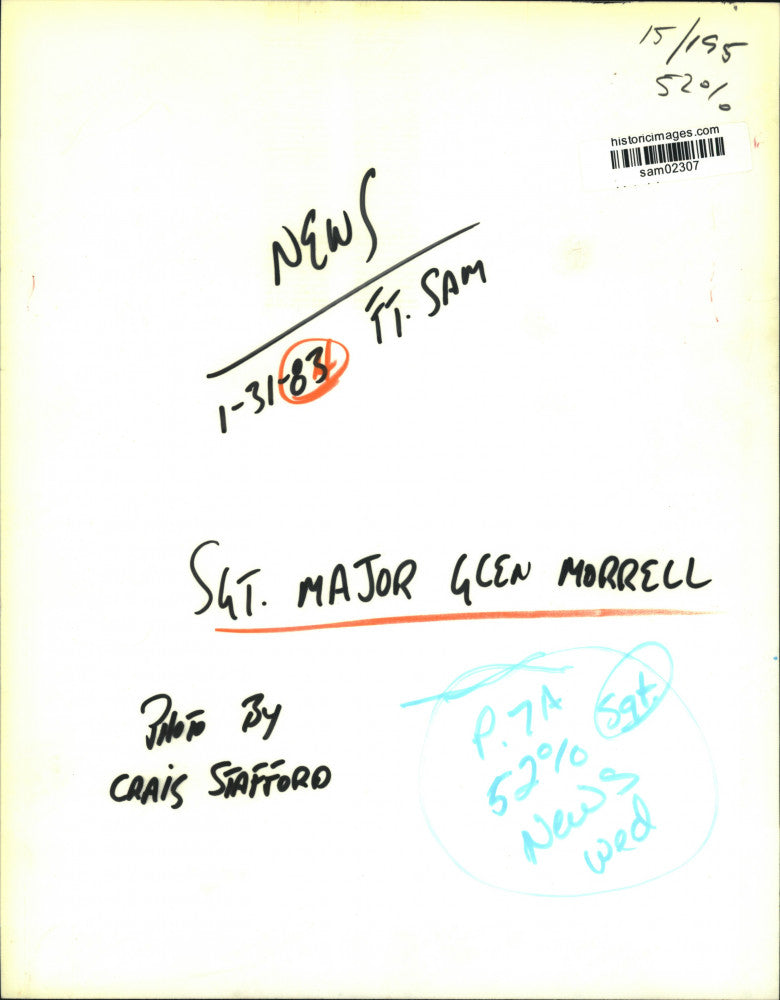 15/195
52%
historicimages.com
sam02307
NEWS
FT. SAM
1-31-83
SGT. MAJOR GLEN MORRELL
PHOTO BY
CRAIG STAFFORD
P.7A Sgt.
52%
News
Wed